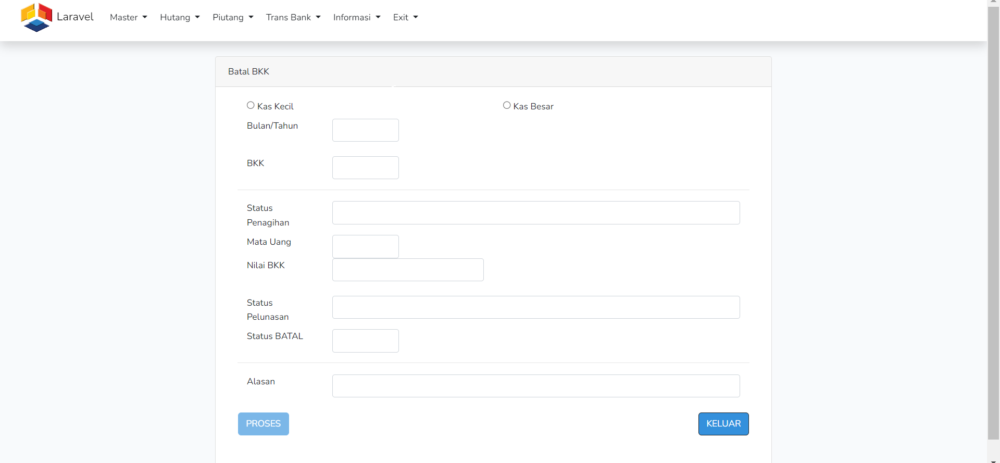 Laravel Master Hutang Piutang Trans Bank Informasi Exit
Batal BKK
Kas Kecil Kas Besar
Bulan/Tahun
BKK
Status
Penagihan
Mata Uang
Nilai BKK
Status
Pelunasan
Status BATAL
Alasan
PROSES KELUAR